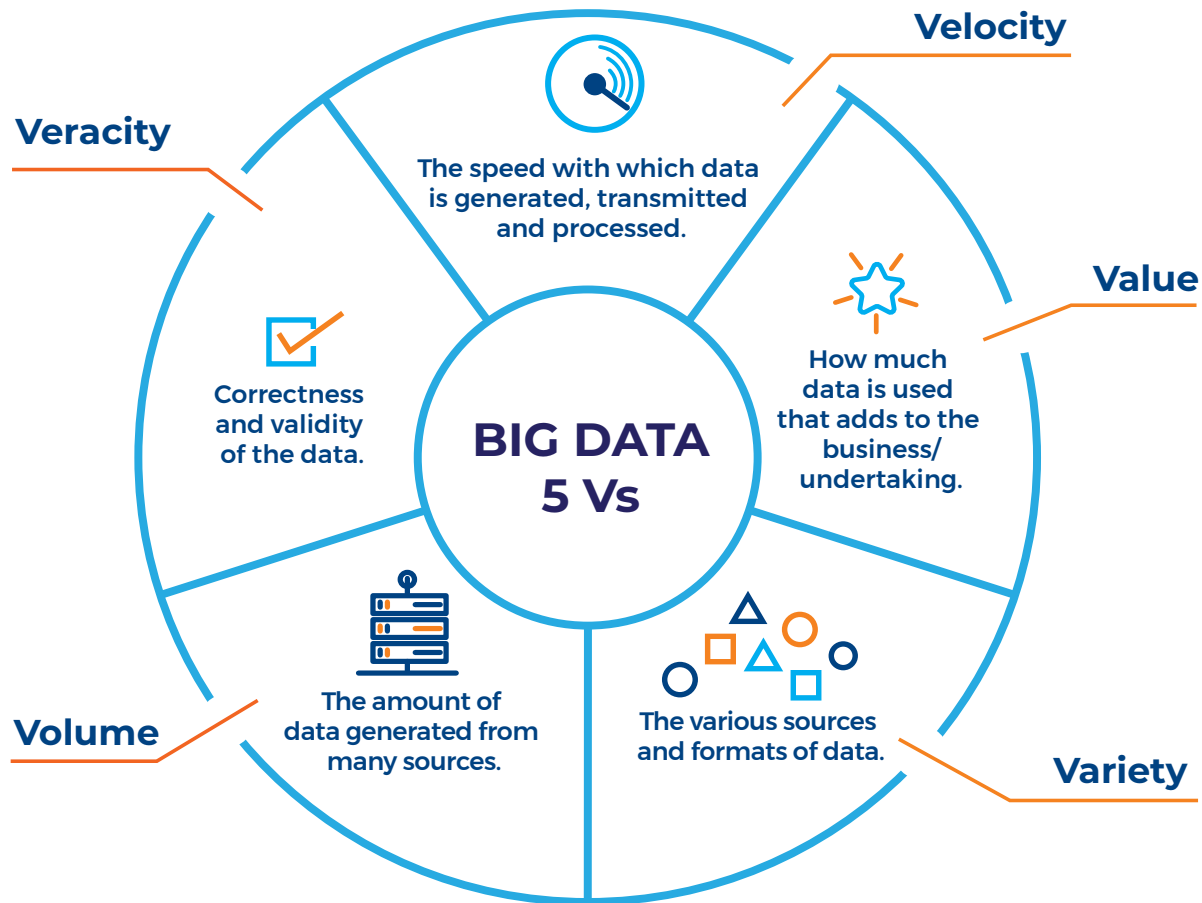 Velocity
The speed with which data
is generated, transmitted
and processed.
Veracity
Correctness
and validity
of the data.
Value
How much
data is used
that adds to the
business/
undertaking.
BIG DATA
5 Vs
Volume
The amount of
data generated from
many sources.
Variety
The various sources
and formats of data.